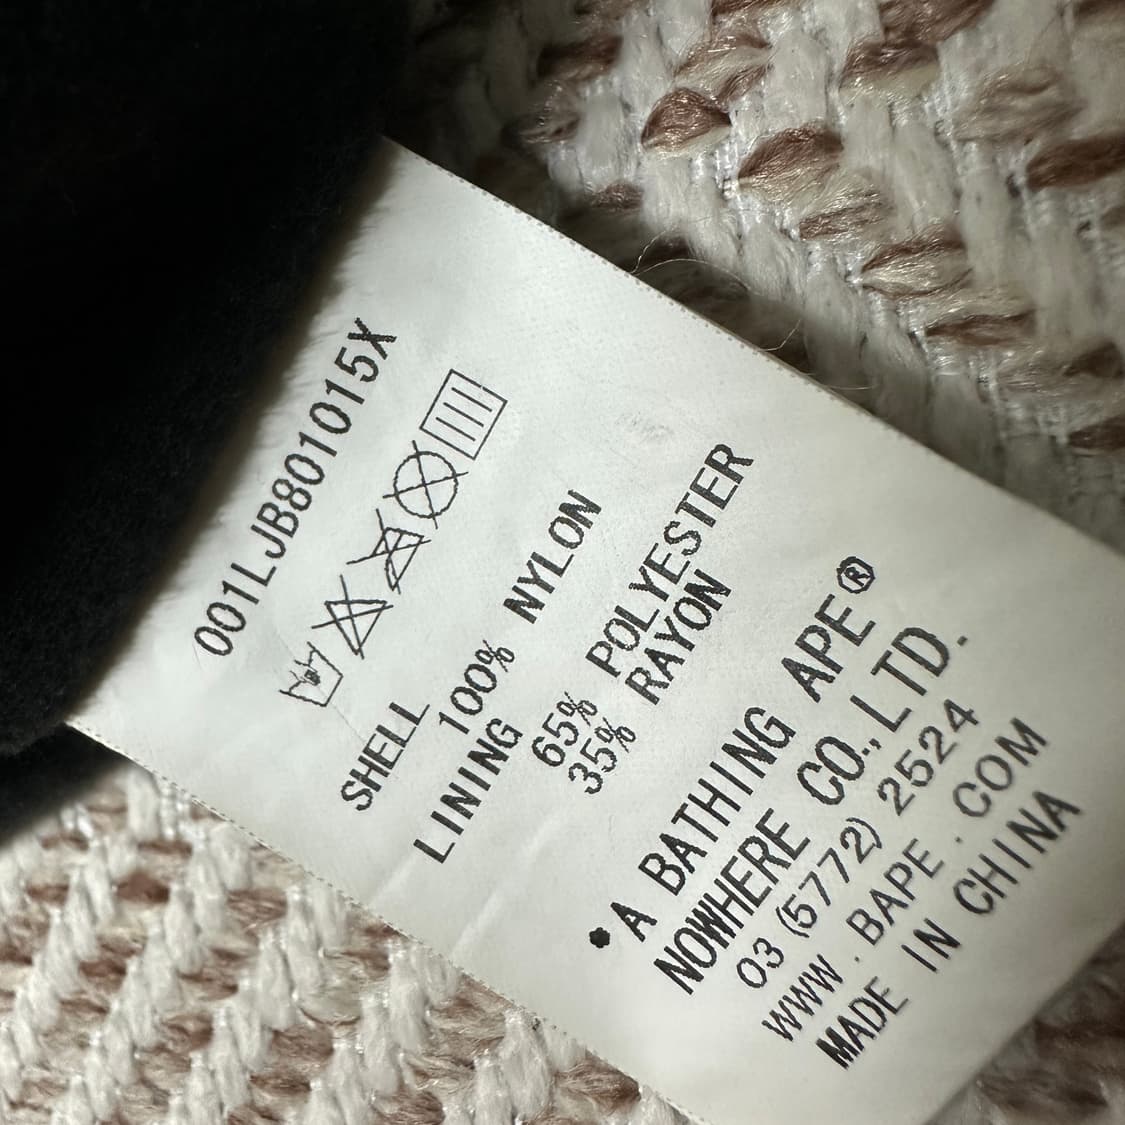 001LJB801015X
SHELL
100% NYLON
LINING
65% POLYESTER
35% RAYON
A BATHING APE®
NOWHERE CO.,LTD.
03 (5772) 2524
WWW.BAPE.COM
MADE IN CHINA